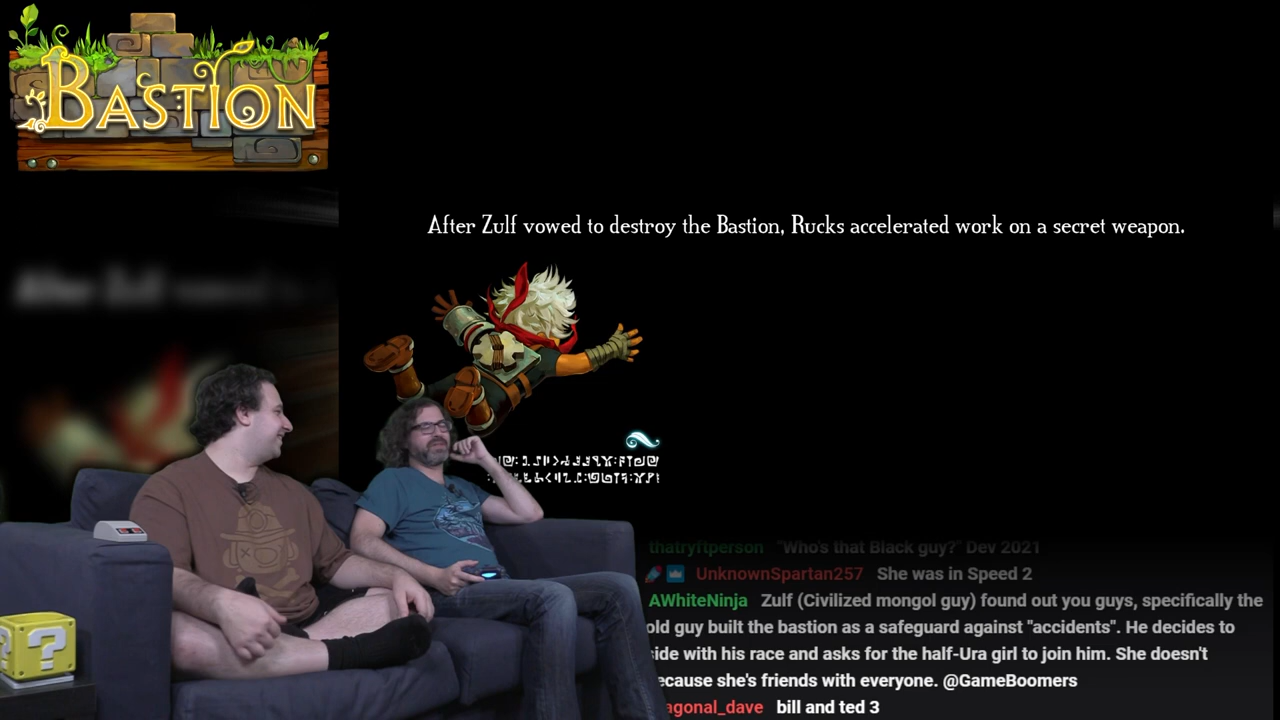 BASTION
After Zulf vowed to destroy the Bastion, Rucks accelerated work on a secret weapon.
thatryftperson "Who's that Black guy?" Dev 2021
UnknownSpartan257 She was in Speed 2
AWhiteNinja Zulf (Civilized mongol guy) found out you guys, specifically the
old guy built the bastion as a safeguard against "accidents". He decides to
side with his race and asks for the half-Ura girl to join him. She doesn't
ecause she's friends with everyone. @GameBoomers
agonal_dave bill and ted 3